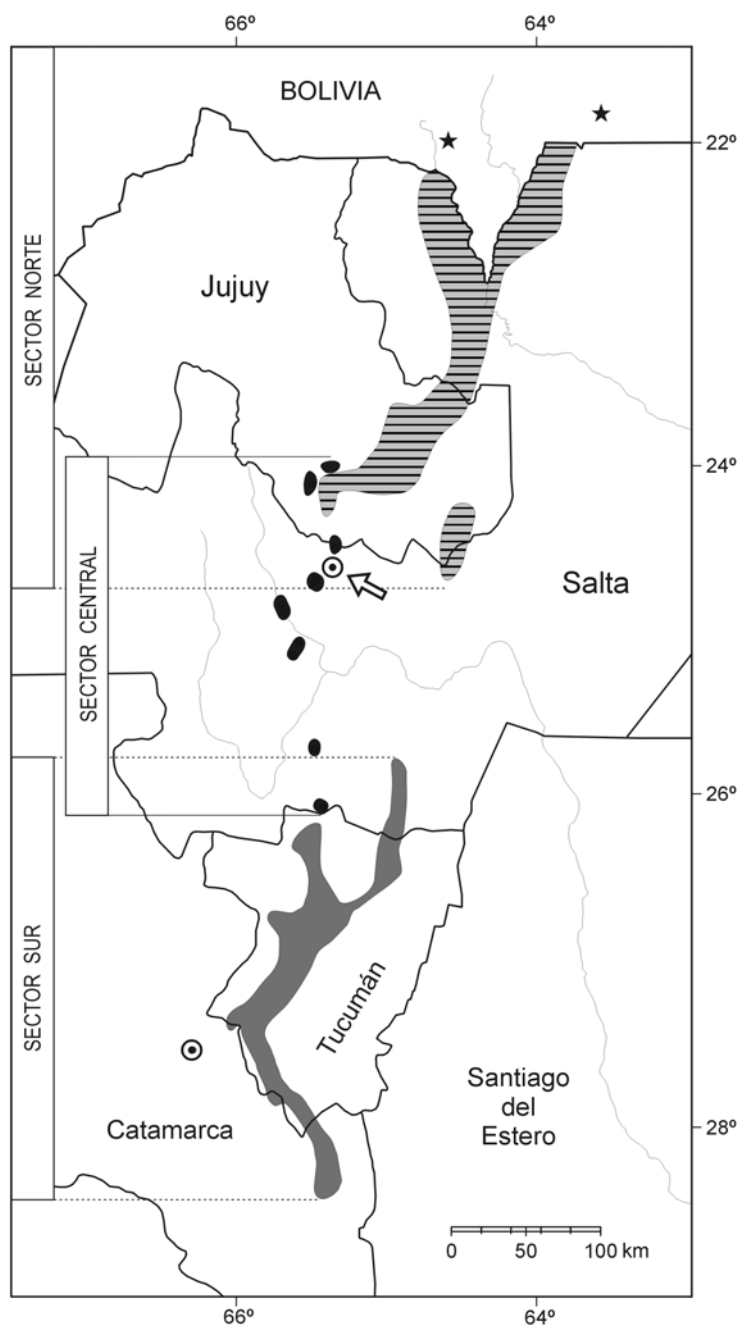 66º 64º
BOLIVIA
22º
Jujuy
SECTOR NORTE
24º
Salta
SECTOR CENTRAL
26º
SECTOR SUR
Tucumán
Santiago
del
Estero
Catamarca
28º
0 50 100 km
66º 64º